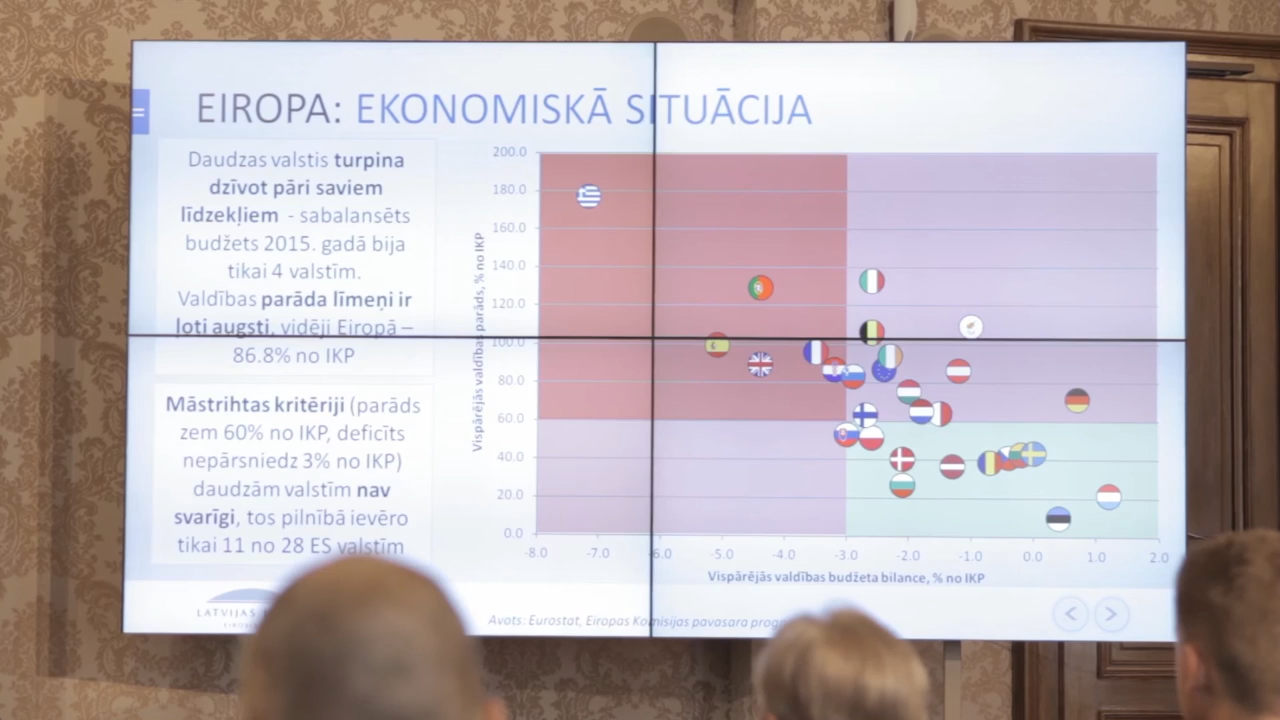 EIROPA: EKONOMISKĀ SITUĀCIJA
Daudzas valstis turpina
dzīvot pāri saviem
līdzekļiem - sabalansēts
budžets 2015. gadā bija
tikai 4 valstīm.
Valdības parāda līmeņi ir
ļoti augsti, vidēji Eiropā –
86.8% no IKP
Māstrihtas kritēriji (parāds
zem 60% no IKP, deficīts
nepārsniedz 3% no IKP)
daudzām valstīm nav
svarīgi, tos pilnībā ievēro
tikai 11 no 28 ES valstīm
Vispārējās valdības parāds, % no IKP
200.0
180.0
160.0
140.0
120.0
100.0
80.0
60.0
40.0
20.0
0.0
-8.0 -7.0 -6.0 -5.0 -4.0 -3.0 -2.0 -1.0 0.0 1.0 2.0
Vispārējās valdības budžeta bilance, % no IKP
LATVIJAS
Avots: Eurostat, Eiropas Komisijas pavasara